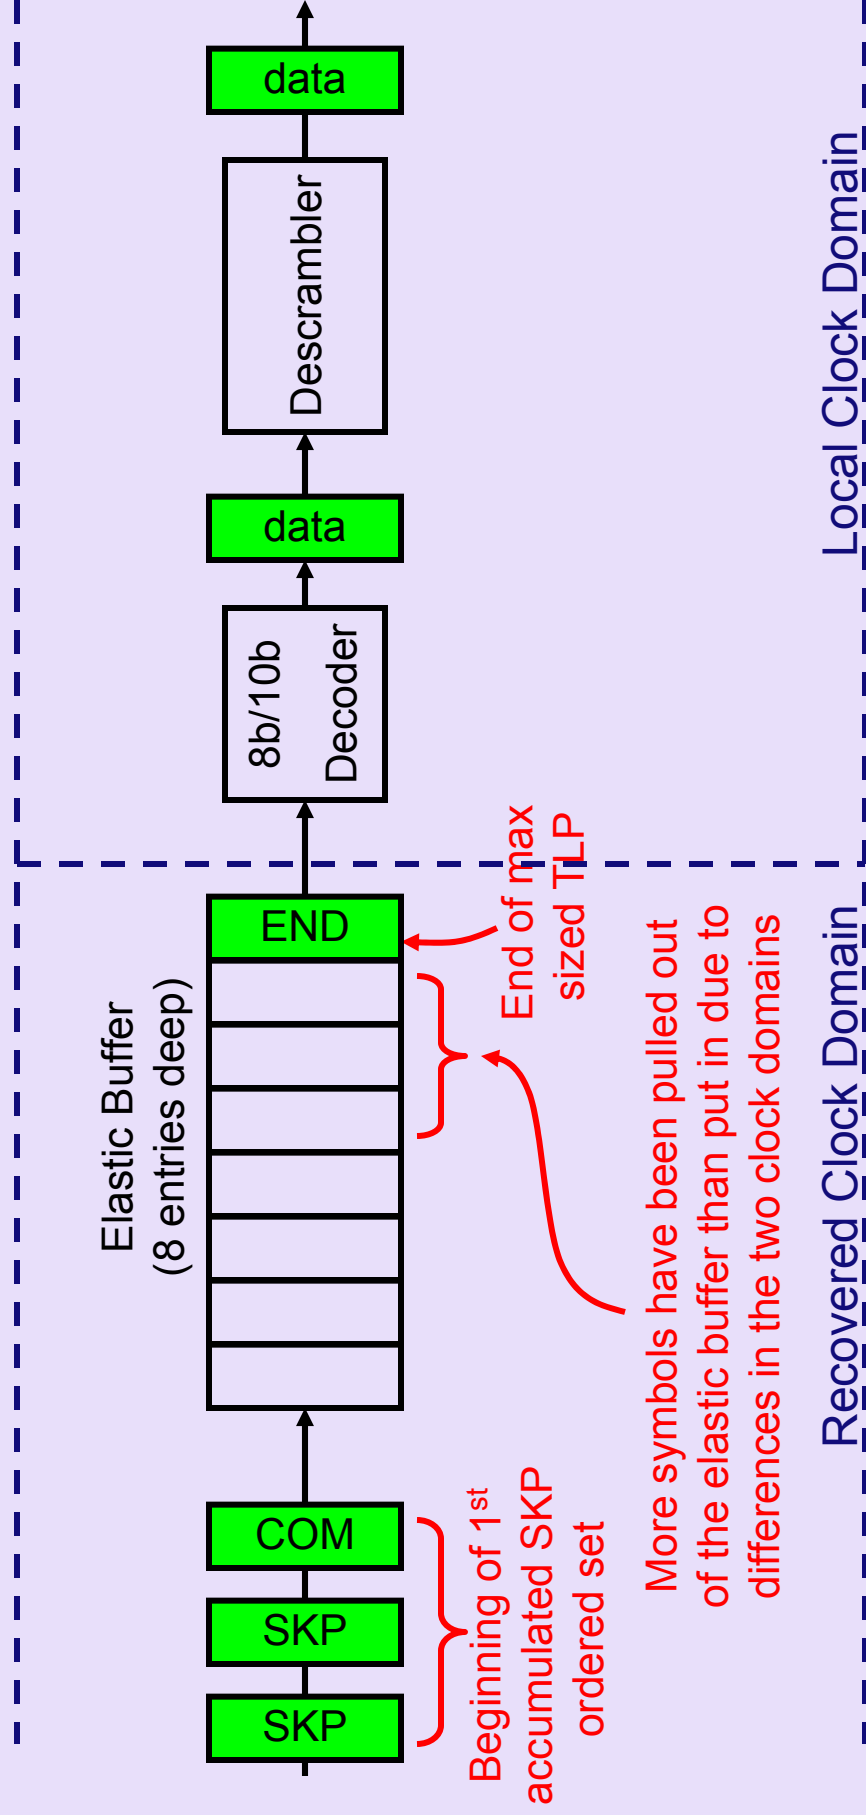 Elastic Buffer
(8 entries deep)
SKP
SKP
COM
END
8b/10b
Decoder
data
Descrambler
data
Beginning of 1st
accumulated SKP
ordered set
End of max
sized TLP
More symbols have been pulled out
of the elastic buffer than put in due to
differences in the two clock domains
Recovered Clock Domain
Local Clock Domain